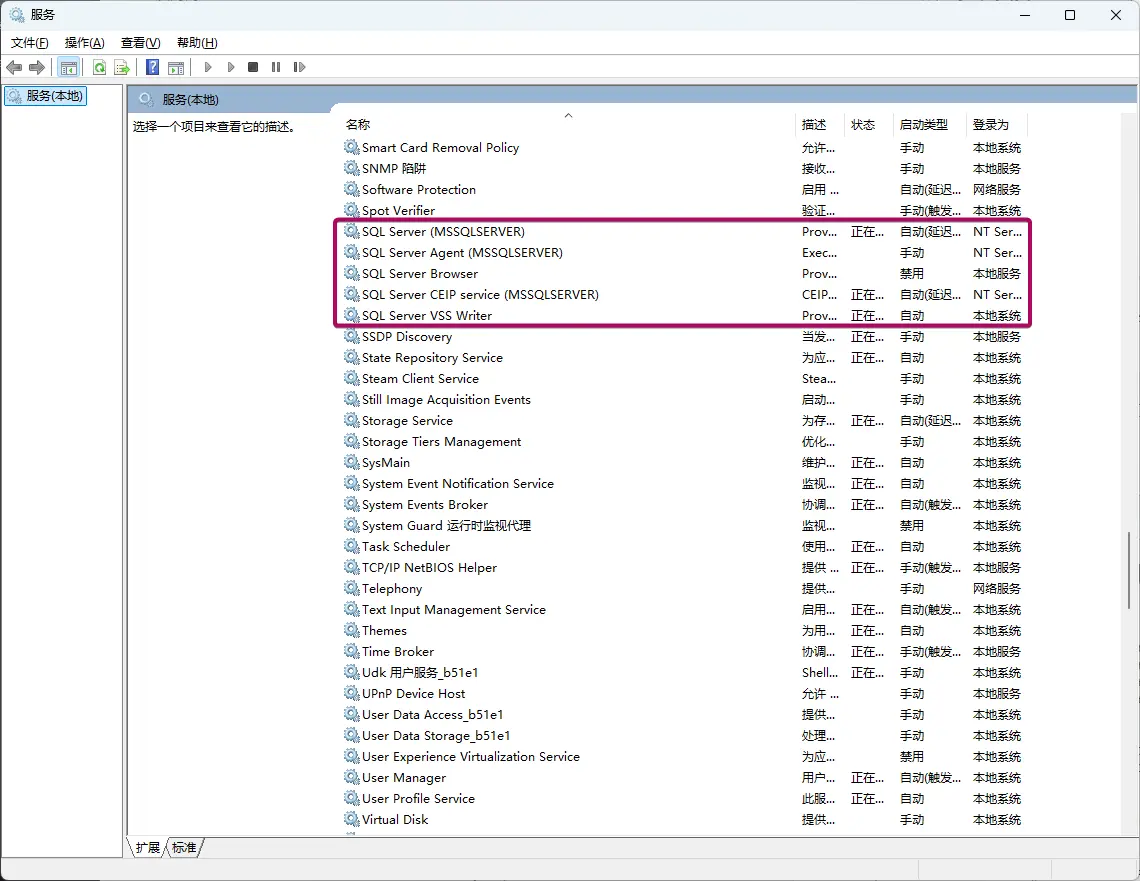 服务
文件(F) 操作(A) 查看(V) 帮助(H)
服务(本地)
服务(本地)
选择一个项目来查看它的描述。
名称 描述 状态 启动类型 登录为
Smart Card Removal Policy 允许... 手动 本地系统
SNMP 陷阱 接收... 手动 本地服务
Software Protection 启用 ... 自动(延迟... 网络服务
Spot Verifier 验证... 手动(触发... 本地系统
SQL Server (MSSQLSERVER) Prov... 正在... 自动(延迟... NT Ser...
SQL Server Agent (MSSQLSERVER) Exec... 手动 NT Ser...
SQL Server Browser Prov... 禁用 本地服务
SQL Server CEIP service (MSSQLSERVER) CEIP... 正在... 自动(延迟... NT Ser...
SQL Server VSS Writer Prov... 正在... 自动 本地系统
SSDP Discovery 当发... 正在... 手动 本地服务
State Repository Service 为应... 正在... 自动 本地系统
Steam Client Service Stea... 手动 本地系统
Still Image Acquisition Events 启动... 手动 本地系统
Storage Service 为存... 正在... 自动(延迟... 本地系统
Storage Tiers Management 优化... 手动 本地系统
SysMain 维护... 正在... 自动 本地系统
System Event Notification Service 监视... 正在... 自动 本地系统
System Events Broker 协调... 正在... 自动(触发... 本地系统
System Guard 运行时监视代理 监视... 禁用 本地系统
Task Scheduler 使用... 正在... 自动 本地系统
TCP/IP NetBIOS Helper 提供 ... 正在... 手动(触发... 本地服务
Telephony 提供... 手动 网络服务
Text Input Management Service 启用... 正在... 自动(触发... 本地系统
Themes 为用... 正在... 自动 本地系统
Time Broker 协调... 正在... 手动(触发... 本地服务
Udk 用户服务_b51e1 Shell... 正在... 手动 本地系统
UPnP Device Host 允许 ... 手动 本地服务
User Data Access_b51e1 提供... 手动 本地系统
User Data Storage_b51e1 处理... 手动 本地系统
User Experience Virtualization Service 为应... 禁用 本地系统
User Manager 用户... 正在... 自动(触发... 本地系统
User Profile Service 此服... 正在... 自动 本地系统
Virtual Disk 提供... 手动 本地系统
扩展 标准